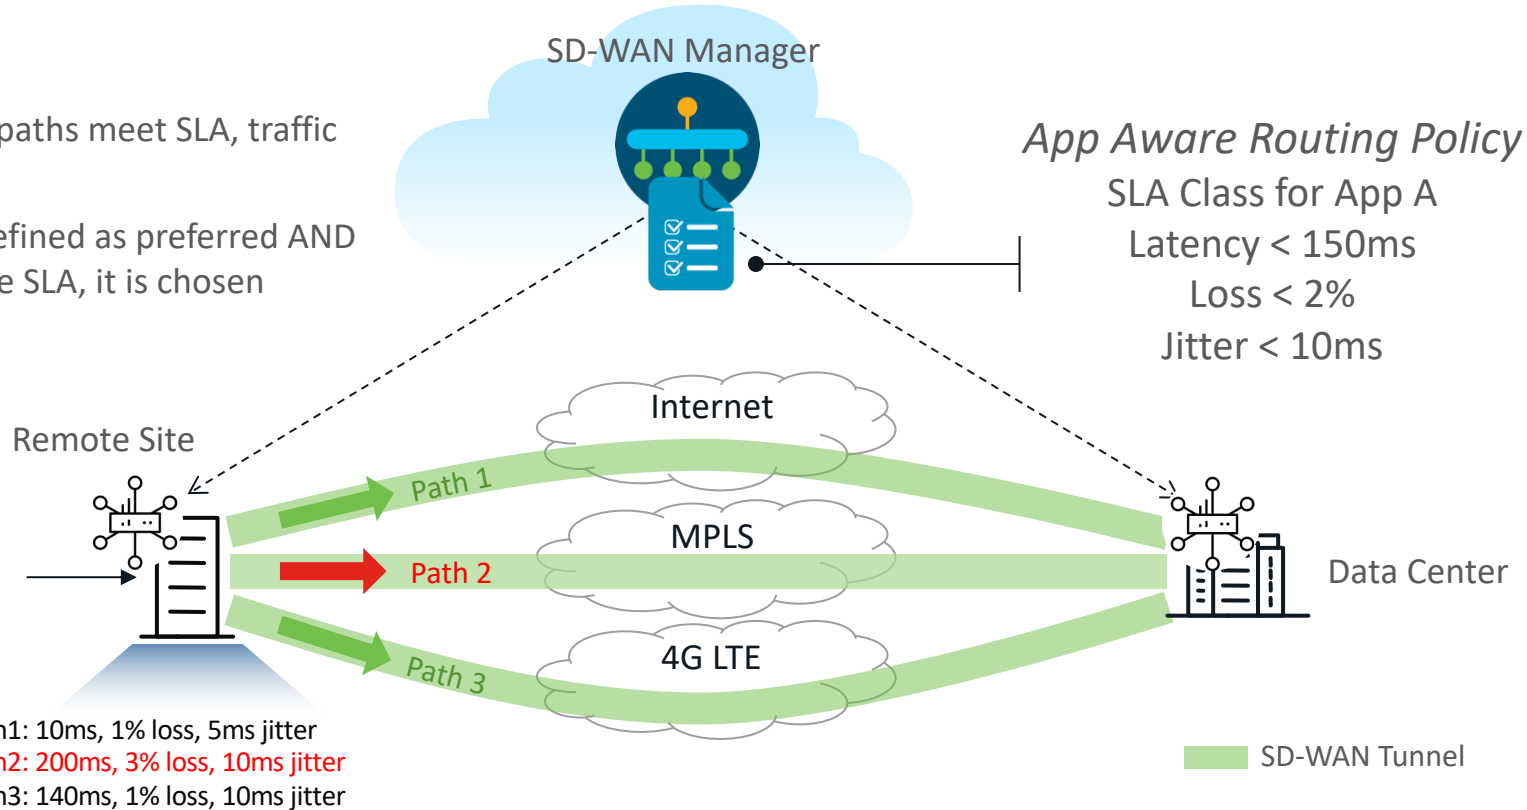 SD-WAN Manager
paths meet SLA, traffic
efined as preferred AND
e SLA, it is chosen
App Aware Routing Policy
SLA Class for App A
Latency < 150ms
Loss < 2%
Jitter < 10ms
Remote Site
Internet
Path 1
MPLS
Path 2
Data Center
4G LTE
Path 3
h1: 10ms, 1% loss, 5ms jitter
h2: 200ms, 3% loss, 10ms jitter
h3: 140ms, 1% loss, 10ms jitter
SD-WAN Tunnel